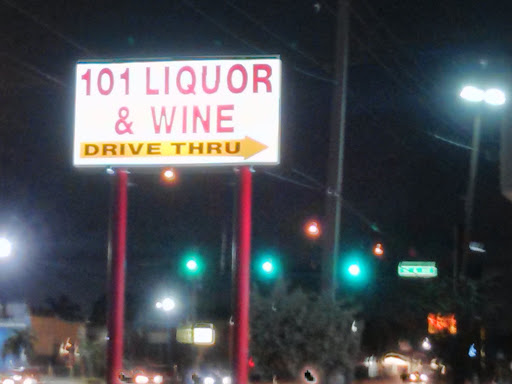 101 LIQUOR
& WINE
DRIVE THRU